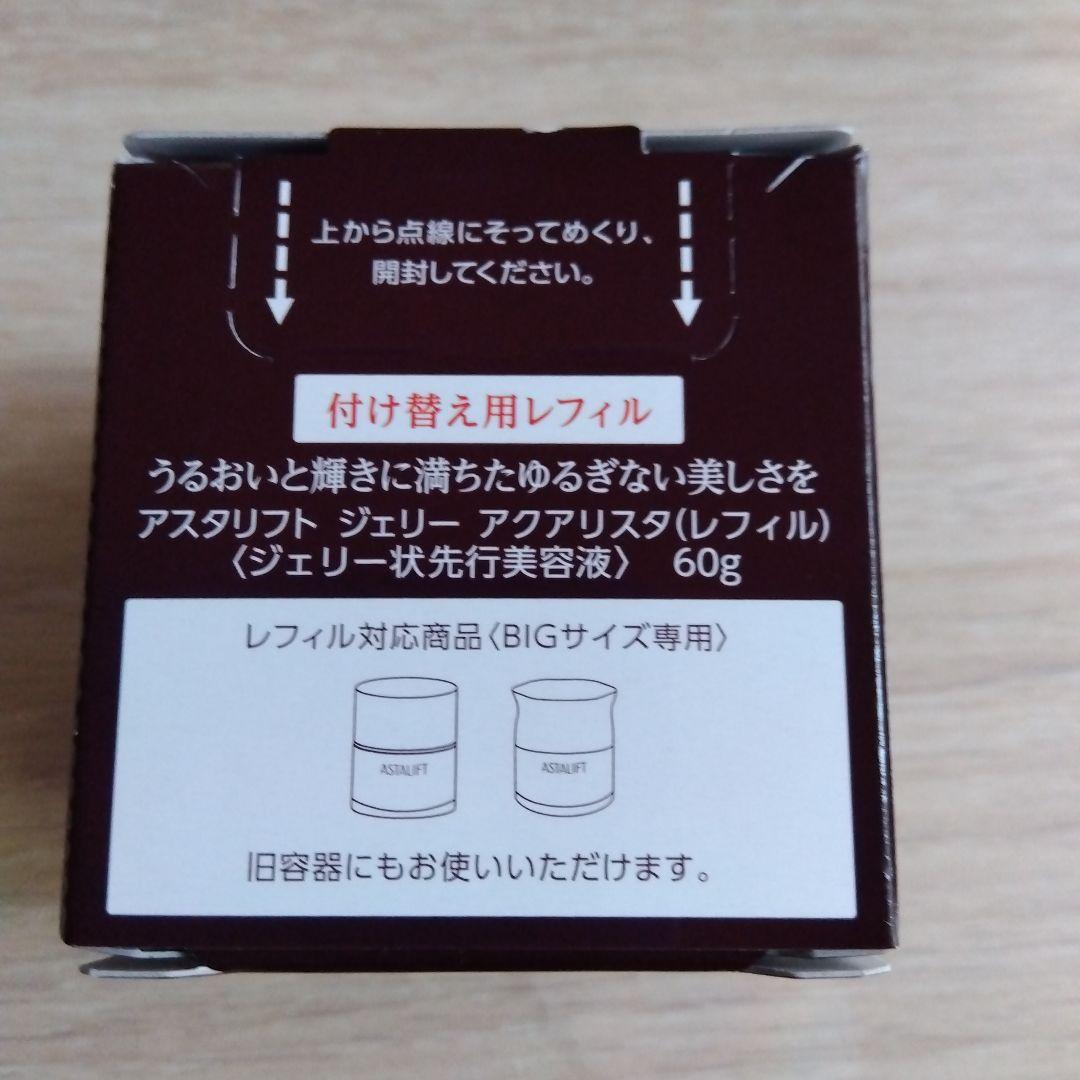 上から点線にそってめくり、
開封してください。
付け替え用レフィル
うるおいと輝きに満ちたゆるぎない美しさを
アスタリフト ジェリー アクアリスタ(レフィル)
〈ジェリー状先行美容液〉 60g
レフィル対応商品〈BIGサイズ専用〉
ASTALIFT ASTALIFT
旧容器にもお使いいただけます。